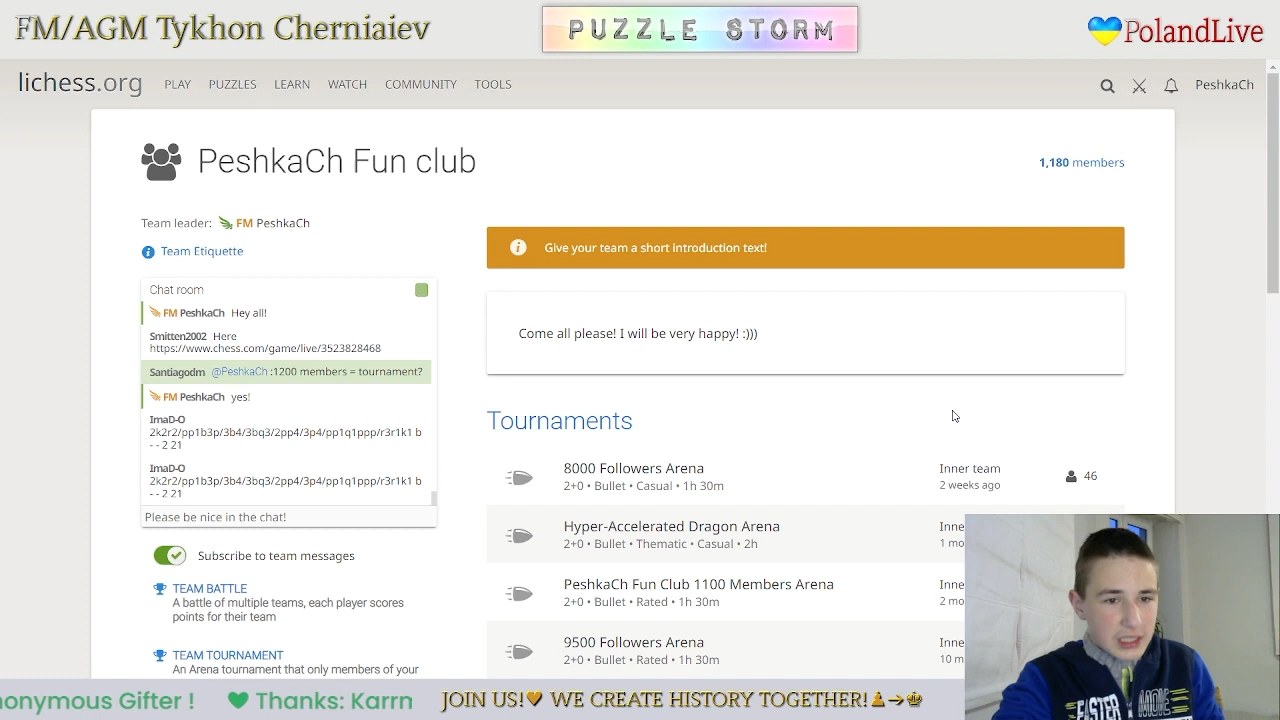 FM/AGM Tykhon Cherniaiev
PUZZLE STORM
PolandLive
lichess.org PLAY PUZZLES LEARN WATCH COMMUNITY TOOLS PeshkaCh
PeshkaCh Fun club
1,180 members
Team leader: FM PeshkaCh
Team Etiquette
Give your team a short introduction text!
Chat room
FM PeshkaCh Hey all!
Smitten2002 Here
https://www.chess.com/game/live/3523828468
Santiagodm @PeshkaCh :1200 members = tournament?
FM PeshkaCh yes!
ImaD-O
2k2r2/pp1b3p/3b4/3bq3/2pp4/3p4/pp1q1ppp/r3r1k1 b
- - 2 21
ImaD-O
2k2r2/pp1b3p/3b4/3bq3/2pp4/3p4/pp1q1ppp/r3r1k1 b
- - 2 21
Please be nice in the chat!
Come all please! I will be very happy! :)))
Subscribe to team messages
TEAM BATTLE
A battle of multiple teams, each player scores
points for their team
TEAM TOURNAMENT
An Arena tournament that only members of your
Tournaments
8000 Followers Arena
2+0 • Bullet • Casual • 1h 30m
Inner team
2 weeks ago
46
Hyper-Accelerated Dragon Arena
2+0 • Bullet • Thematic • Casual • 2h
Inne
1 mo
PeshkaCh Fun Club 1100 Members Arena
2+0 • Bullet • Rated • 1h 30m
Inne
2 mo
9500 Followers Arena
2+0 • Bullet • Rated • 1h 30m
Inne
10 m
nonymous Gifter ! Thanks: Karrn
JOIN US! WE CREATE HISTORY TOGETHER!